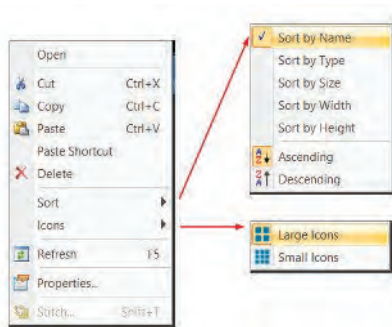 Open
Cut Ctrl+X
Copy Ctrl+C
Paste Ctrl+V
Paste Shortcut
Delete
Sort
Icons
Refresh F5
Properties...
Stitch... Shift+T
Sort by Name
Sort by Type
Sort by Size
Sort by Width
Sort by Height
Ascending
Descending
Large Icons
Small Icons